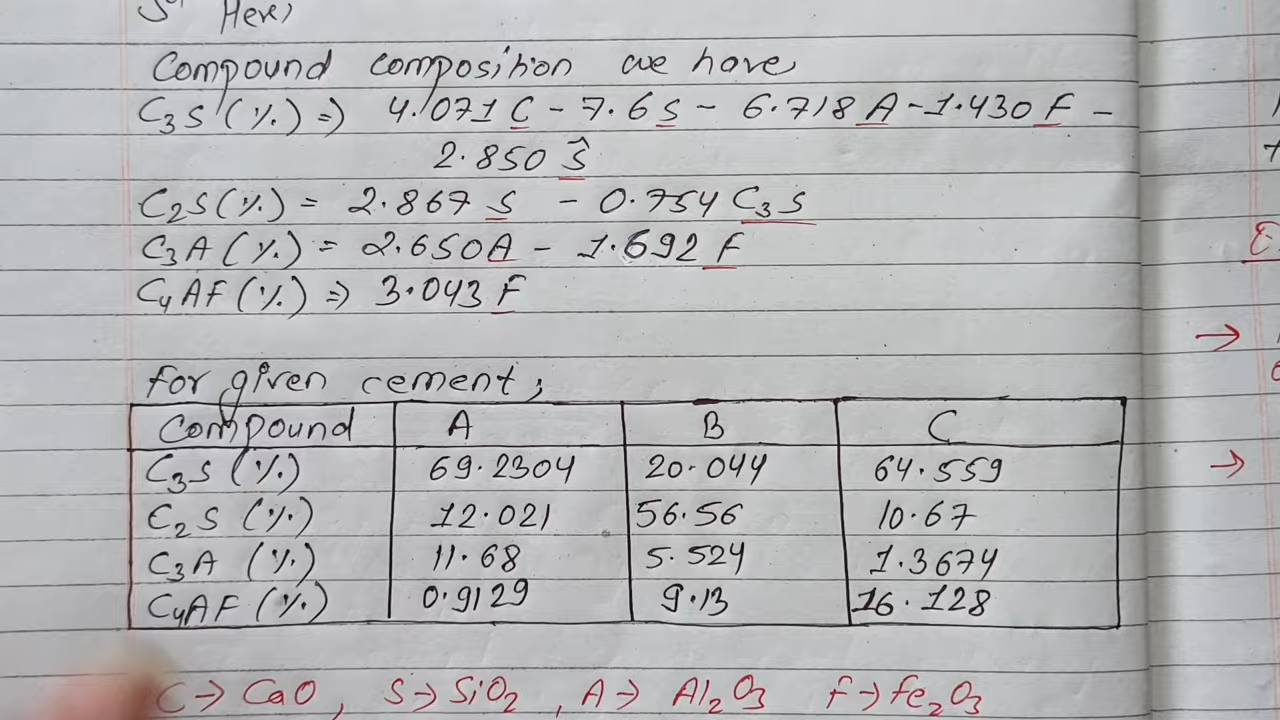 Here,
Compound composition we have
C₃S (%) ⇒ 4.071 C - 7.6 S - 6.718 A - 1.430 F -
2.850 Ŝ
C₂S (%) = 2.867 S - 0.754 C₃S
C₃A (%) = 2.650A - 1.692 F
C₄AF (%) ⇒ 3.043 F
for given cement,
Compound A B C
C₃S (%) 69.2304 20.044 64.559
C₂S (%) 12.021 56.56 10.67
C₃A (%) 11.68 5.524 1.3674
C₄AF (%) 0.9129 9.13 16.128
C → CaO, S → SiO₂, A → Al₂O₃ F → Fe₂O₃